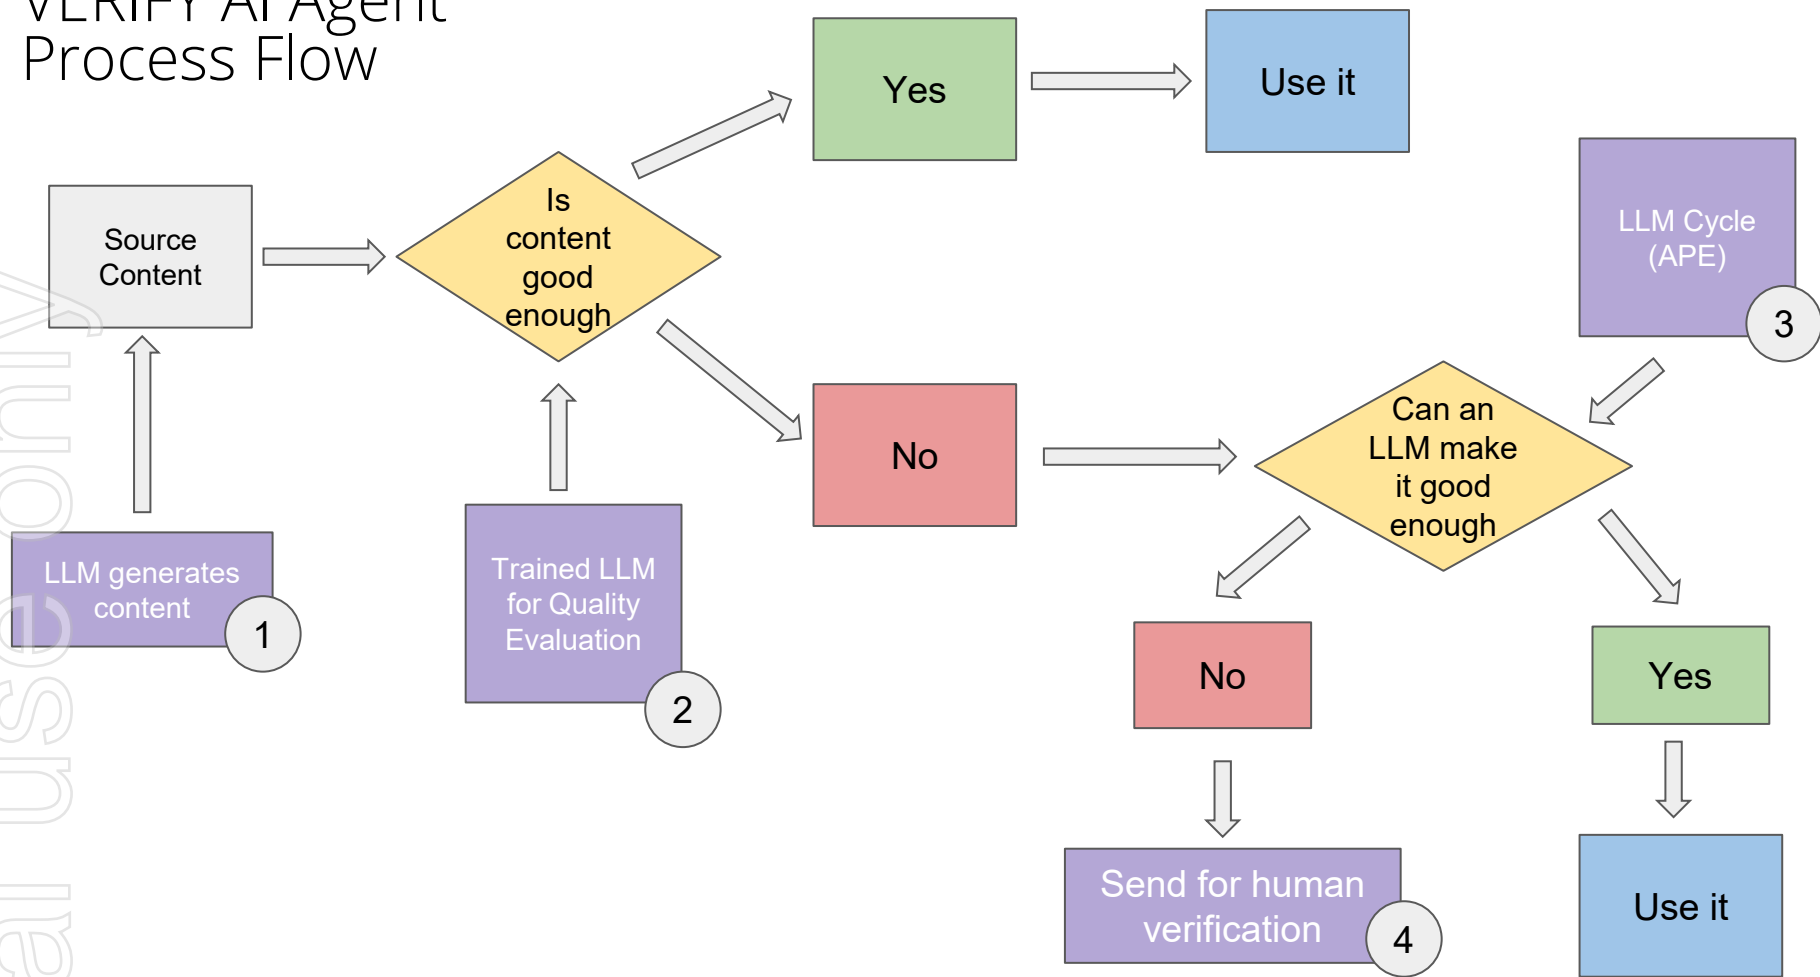 VERIFY AI Agent
Process Flow
Yes
Use it
Source
Content
Is
content
good
enough
LLM Cycle
(APE)
3
No
Can an
LLM make
it good
enough
LLM generates
content
1
Trained LLM
for Quality
Evaluation
2
No
Yes
Send for human
verification
4
Use it
use only